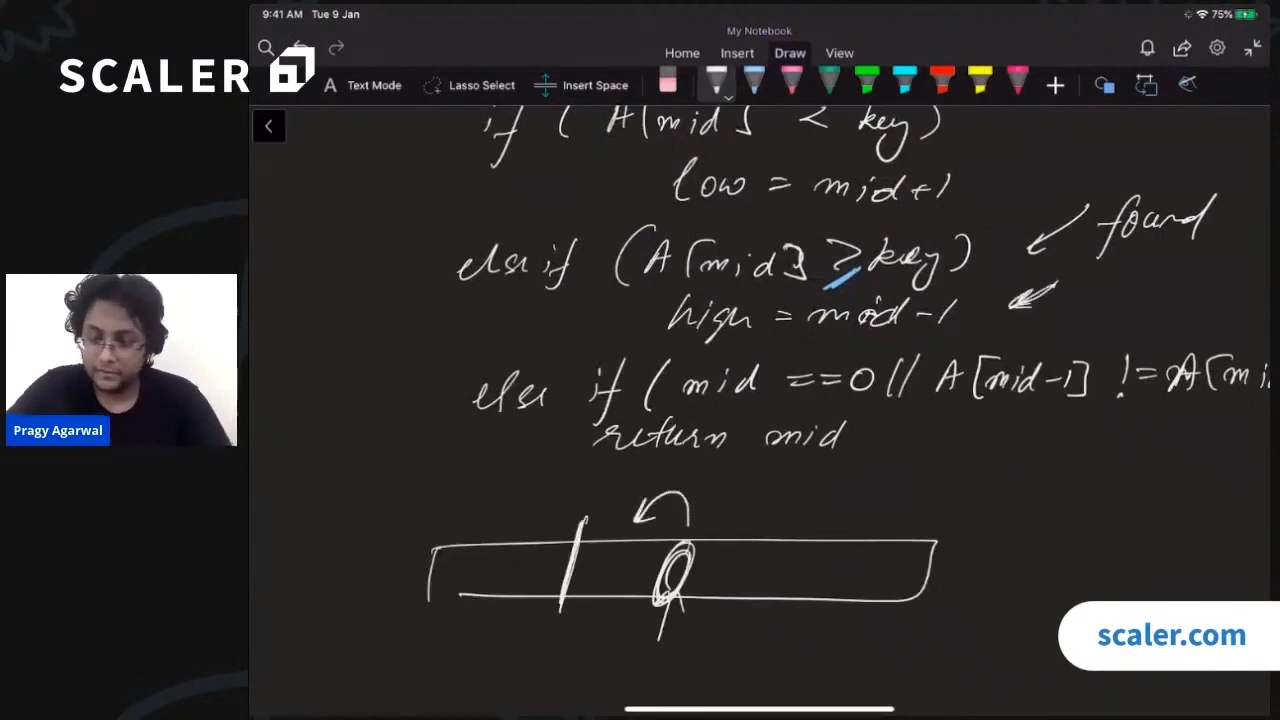 9:41 AM Tue 9 Jan
75%
My Notebook
SCALER
Home Insert Draw View
Text Mode Lasso Select Insert Space
if ( A[mid] < key)
low = mid+1
else if (A[mid] ≥ key) found
high = mid-1
else if ( mid ==0 // A[mid-1] != A[mi
return mid
Pragy Agarwal
scaler.com